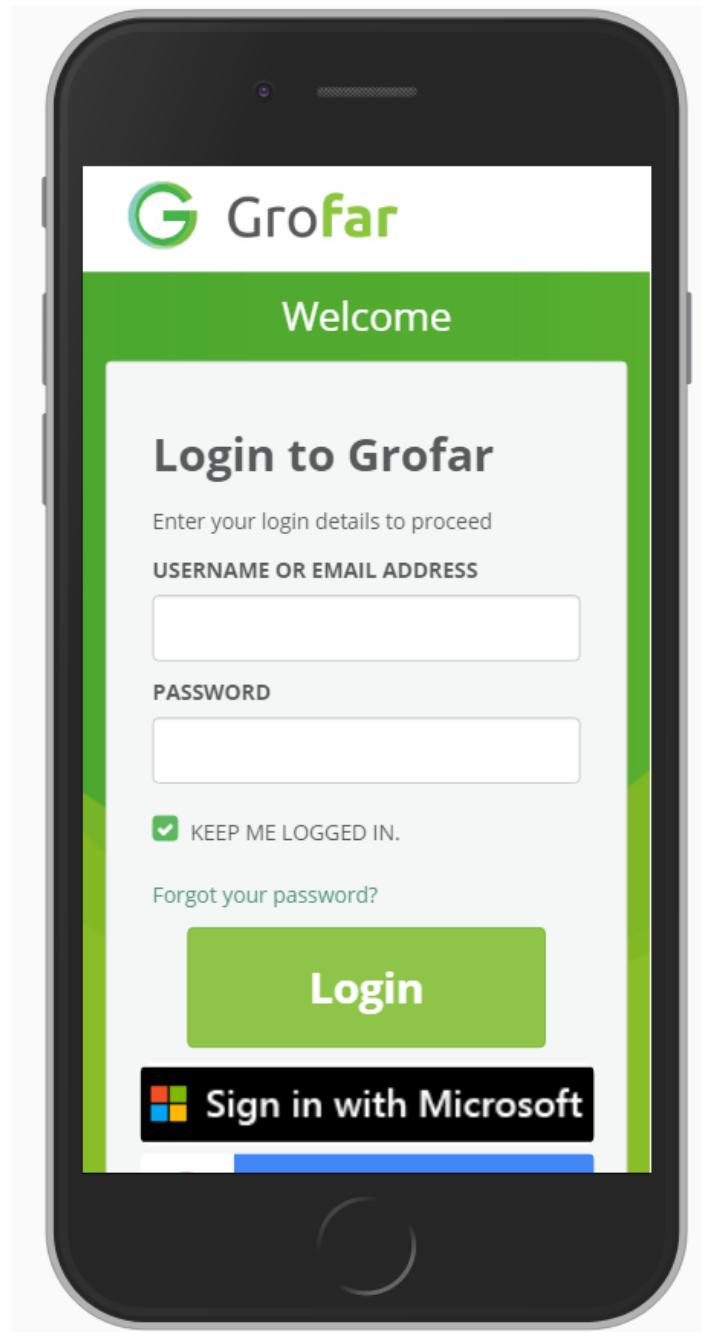 Grofar
Welcome
Login to Grofar
Enter your login details to proceed
USERNAME OR EMAIL ADDRESS
PASSWORD
KEEP ME LOGGED IN.
Forgot your password?
Login
Sign in with Microsoft